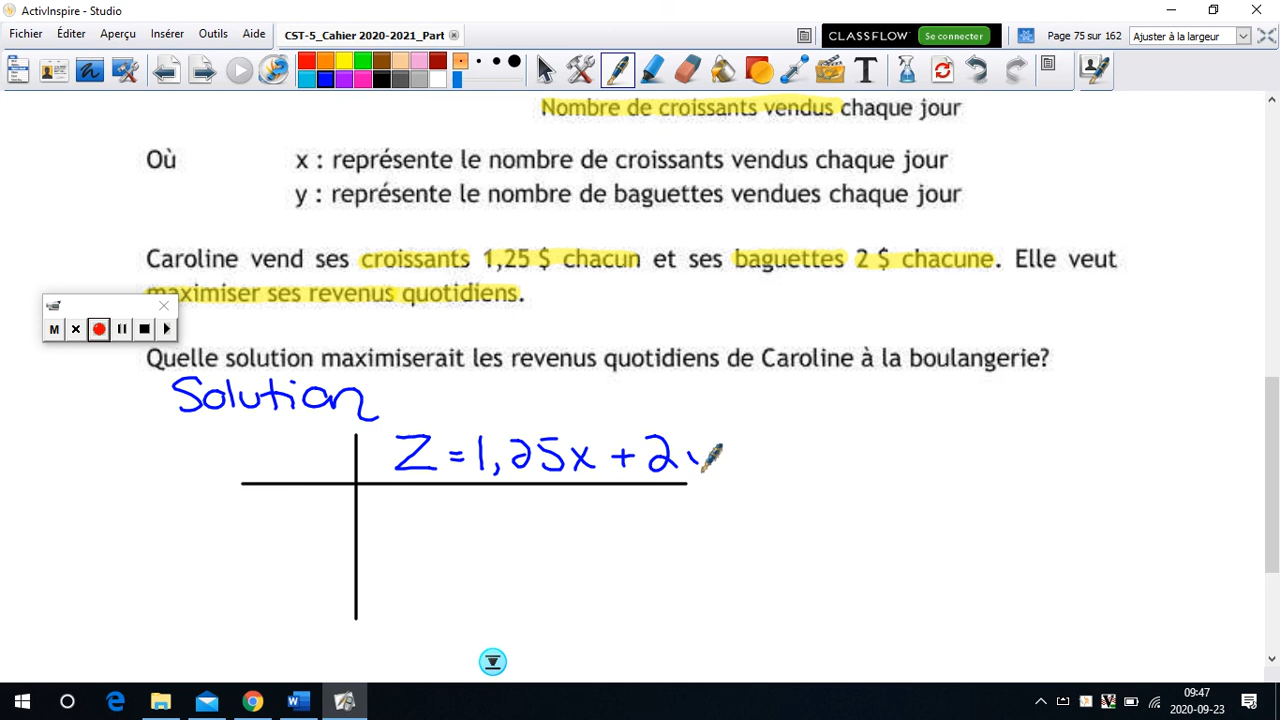 ActivInspire - Studio
Fichier Éditer Aperçu Insérer Outils Aide CST-5_Cahier 2020-2021_Part CLASSFLOW Se connecter Page 75 sur 162 Ajuster à la largeur
Nombre de croissants vendus chaque jour
Où x : représente le nombre de croissants vendus chaque jour
y : représente le nombre de baguettes vendues chaque jour
Caroline vend ses croissants 1,25 $ chacun et ses baguettes 2 $ chacune. Elle veut
maximiser ses revenus quotidiens.
M
Quelle solution maximiserait les revenus quotidiens de Caroline à la boulangerie?
Solution
Z = 1,25x + 2
09:47
2020-09-23